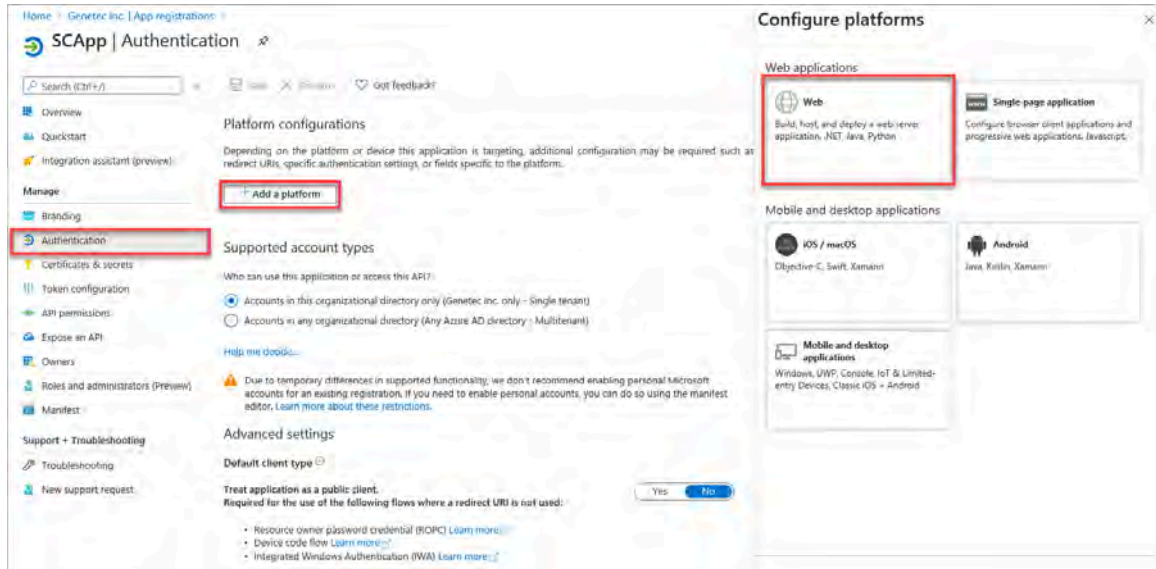 Home > Genetec Inc. | App registrations >
SCApp | Authentication
Search (Ctrl+/)
Save
Got feedback?
Overview
Quickstart
Integration assistant (preview)
Manage
Branding
Authentication
Certificates & secrets
Token configuration
API permissions
Expose an API
Owners
Roles and administrators (Preview)
Manifest
Support + Troubleshooting
Troubleshooting
New support request
Platform configurations
Depending on the platform or device this application is targeting, additional configuration may be required such as
redirect URIs, specific authentication settings, or fields specific to the platform.
+ Add a platform
Supported account types
Who can use this application or access this API?
Accounts in this organizational directory only (Genetec Inc. only - Single tenant)
Accounts in any organizational directory (Any Azure AD directory - Multitenant)
Help me decide...
Due to temporary differences in supported functionality, we don't recommend enabling personal Microsoft
accounts for an existing registration. If you need to enable personal accounts, you can do so using the manifest
editor. Learn more about these restrictions.
Advanced settings
Default client type
Treat application as a public client.
Required for the use of the following flows where a redirect URI is not used:
Yes No
• Resource owner password credential (ROPC) Learn more
• Device code flow Learn more
• Integrated Windows Authentication (IWA) Learn more
Configure platforms
Web applications
Web
Build, host, and deploy a web server
application. .NET, Java, Python
Single-page application
Configure browser client applications and
progressive web applications. Javascript.
Mobile and desktop applications
iOS / macOS
Objective-C, Swift, Xamarin
Android
Java, Kotlin, Xamarin
Mobile and desktop
applications
Windows, UWP, Console, IoT & Limited-
entry Devices, Classic iOS + Android